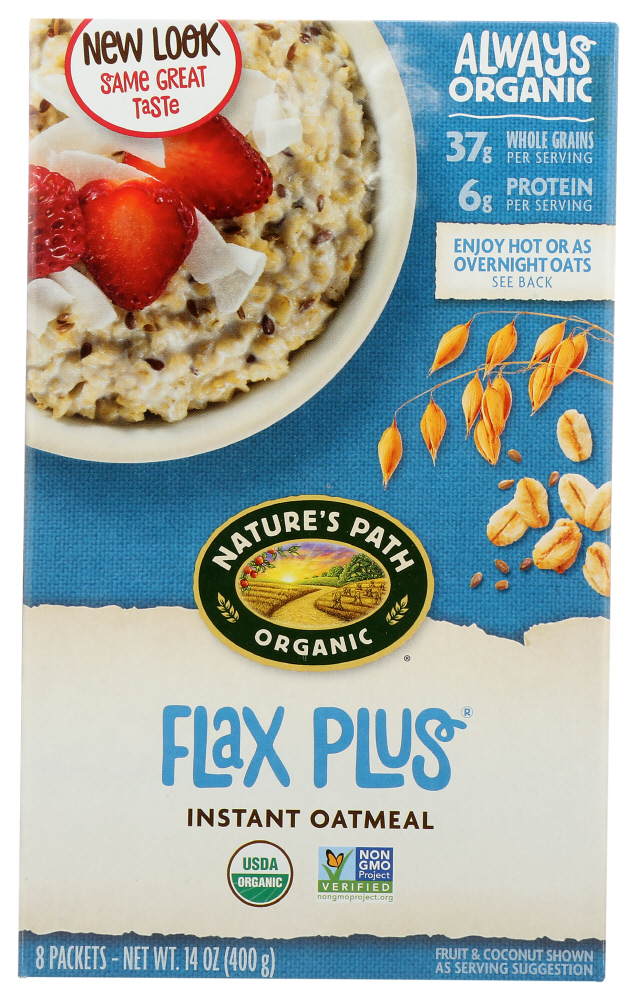 NEW LOOK
SAME GREAT
TASTE
ALWAYS
ORGANIC
37g WHOLE GRAINS
PER SERVING
6g PROTEIN
PER SERVING
ENJOY HOT OR AS
OVERNIGHT OATS
SEE BACK
NATURE'S PATH
ORGANIC
®
FLAX PLUS®
INSTANT OATMEAL
USDA
ORGANIC
NON
GMO
Project
VERIFIED
nongmoproject.org
8 PACKETS - NET WT. 14 OZ (400 g)
FRUIT & COCONUT SHOWN
AS SERVING SUGGESTION